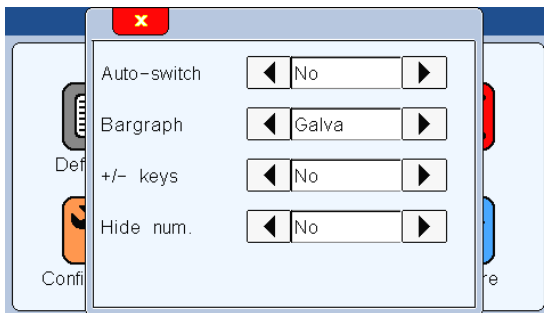 x
Auto-switch No
Bargraph Galva
Def
+/- keys No
Hide num. No
Confi
re